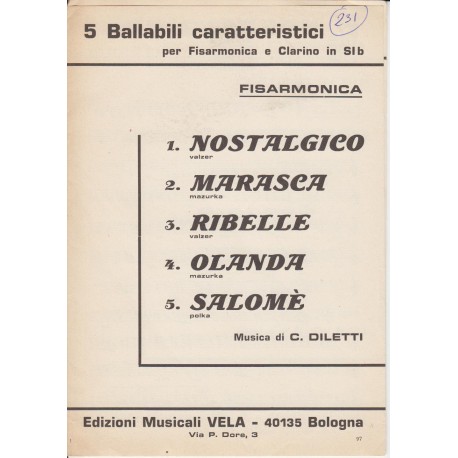 5 Ballabili caratteristici
231
per Fisarmonica e Clarino in SI b
FISARMONICA
1. NOSTALGICO
valzer
2. MARASCA
mazurka
3. RIBELLE
valzer
4. OLANDA
mazurka
5. SALOMÈ
polka
Musica di C. DILETTI
Edizioni Musicali VELA - 40135 Bologna
Via P. Dore, 3